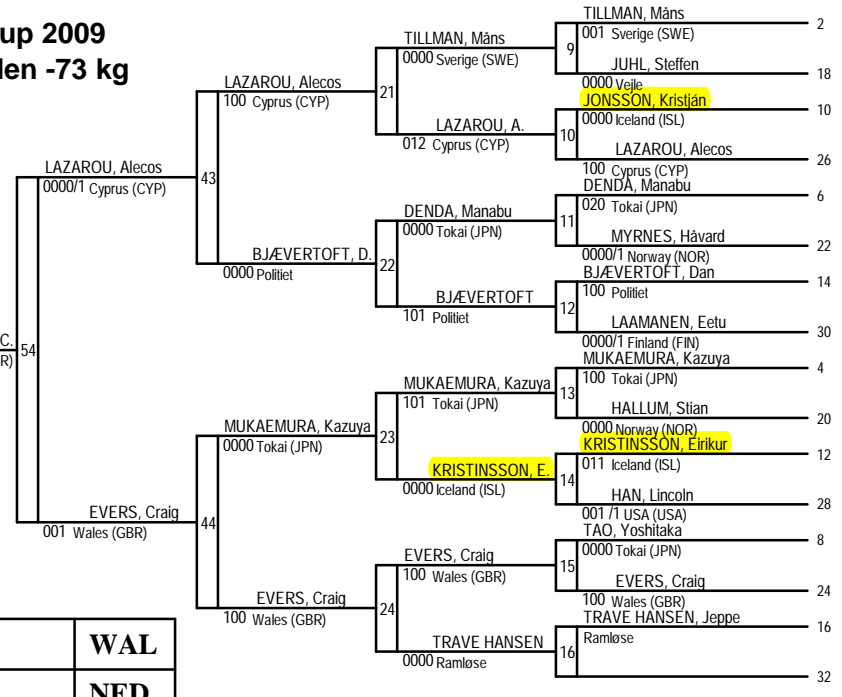 up 2009
len -73 kg
TILLMAN, Måns
2
001 Sverige (SWE)
9
JUHL, Steffen
18
0000 Vejle
TILLMAN, Måns
0000 Sverige (SWE)
JONSSON, Kristján
10
0000 Iceland (ISL)
10
LAZAROU, Alecos
26
100 Cyprus (CYP)
21
LAZAROU, A.
012 Cyprus (CYP)
LAZAROU, Alecos
100 Cyprus (CYP)
DENDA, Manabu
6
020 Tokai (JPN)
11
MYRNES, Håvard
22
0000/1 Norway (NOR)
DENDA, Manabu
0000 Tokai (JPN)
BJÆVERTOFT, Dan
14
100 Politiet
12
LAAMANEN, Eetu
30
0000/1 Finland (FIN)
22
BJÆVERTOFT
101 Politiet
BJÆVERTOFT, D.
0000 Politiet
43
LAZAROU, Alecos
0000/1 Cyprus (CYP)
C.
R)
54
MUKAEMURA, Kazuya
4
100 Tokai (JPN)
13
HALLUM, Stian
20
0000 Norway (NOR)
MUKAEMURA, Kazuya
101 Tokai (JPN)
KRISTINSSON, Eirikur
12
011 Iceland (ISL)
14
HAN, Lincoln
28
001 /1 USA (USA)
23
KRISTINSSON, E.
0000 Iceland (ISL)
MUKAEMURA, Kazuya
0000 Tokai (JPN)
44
EVERS, Craig
001 Wales (GBR)
TAO, Yoshitaka
8
0000 Tokai (JPN)
15
EVERS, Craig
24
100 Wales (GBR)
EVERS, Craig
100 Wales (GBR)
TRAVE HANSEN, Jeppe
16
Ramløse
16
32
24
TRAVE HANSEN
0000 Ramløse
EVERS, Craig
100 Wales (GBR)
WAL
NED